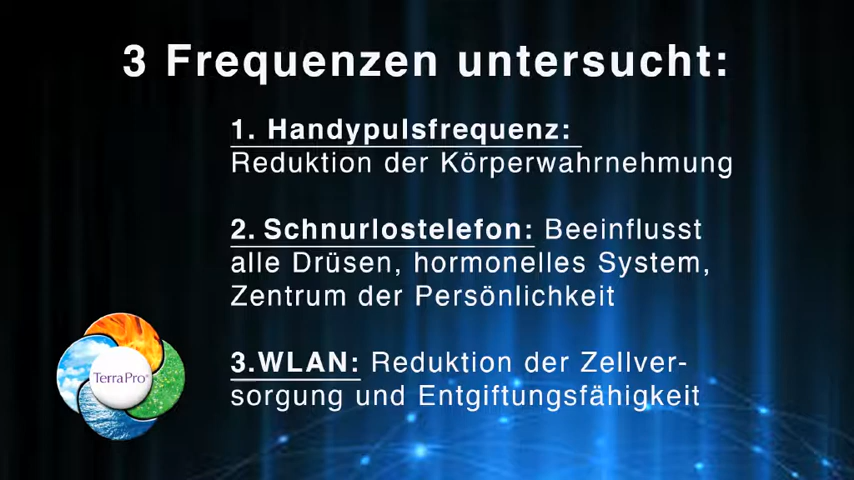 3 Frequenzen untersucht:
1. Handypulsfrequenz:
Reduktion der Körperwahrnehmung
2. Schnurlostelefon: Beeinflusst
alle Drüsen, hormonelles System,
Zentrum der Persönlichkeit
TerraPro®
3.WLAN: Reduktion der Zellver-
sorgung und Entgiftungsfähigkeit